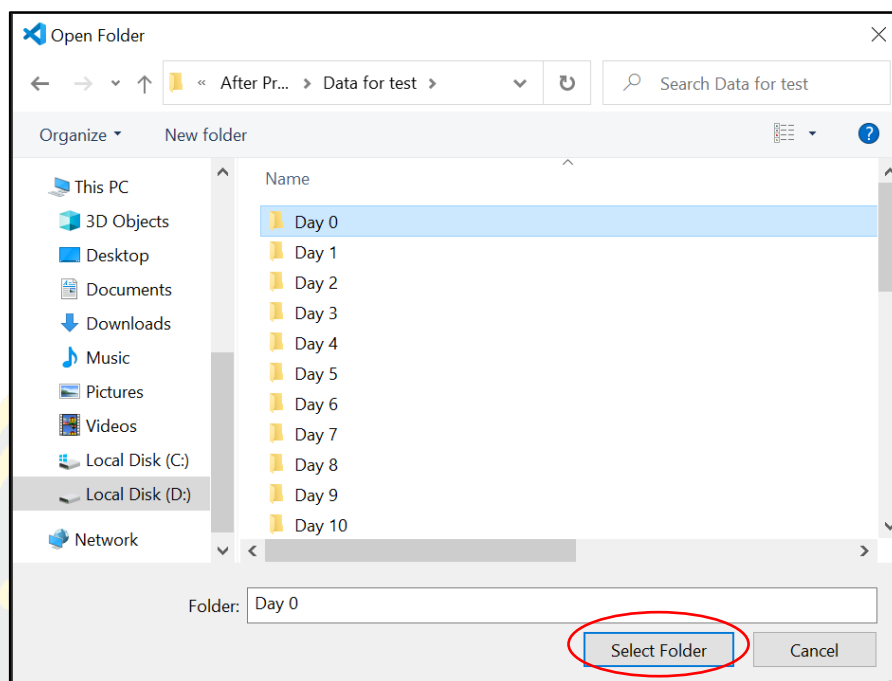 Open Folder
« After Pr... > Data for test >
Search Data for test
Organize
New folder
This PC
3D Objects
Desktop
Documents
Downloads
Music
Pictures
Videos
Local Disk (C:)
Local Disk (D:)
Network
Name
Day 0
Day 1
Day 2
Day 3
Day 4
Day 5
Day 6
Day 7
Day 8
Day 9
Day 10
Folder: Day 0
Select Folder
Cancel